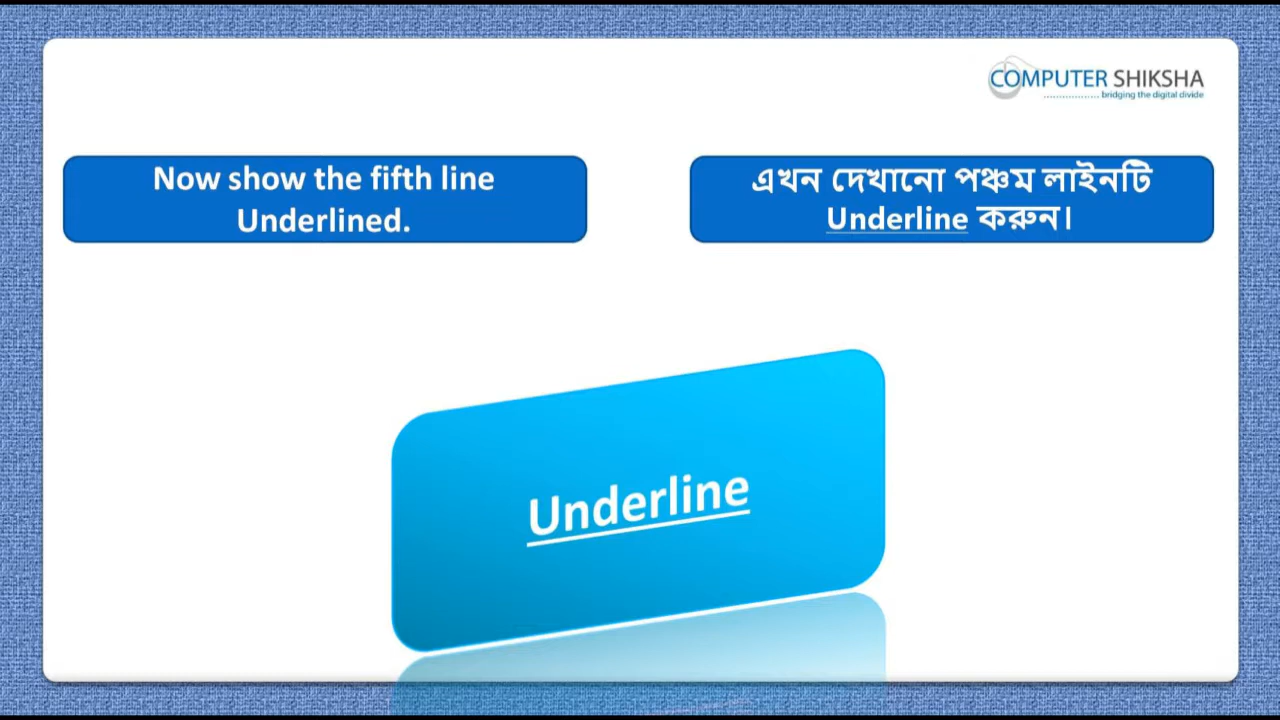 COMPUTER SHIKSHA
bridging the digital divide
Now show the fifth line
Underlined.
এখন দেখানো পঞ্চম লাইনটি
Underline করুন।
Underline